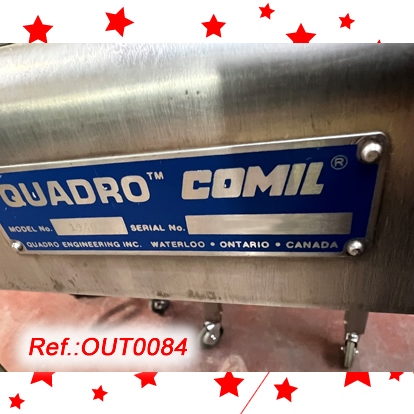 QUADRO™ COMIL®
MODEL No. SERIAL No.
QUADRO ENGINEERING INC. WATERLOO • ONTARIO • CANADA
Ref.:OUT0084